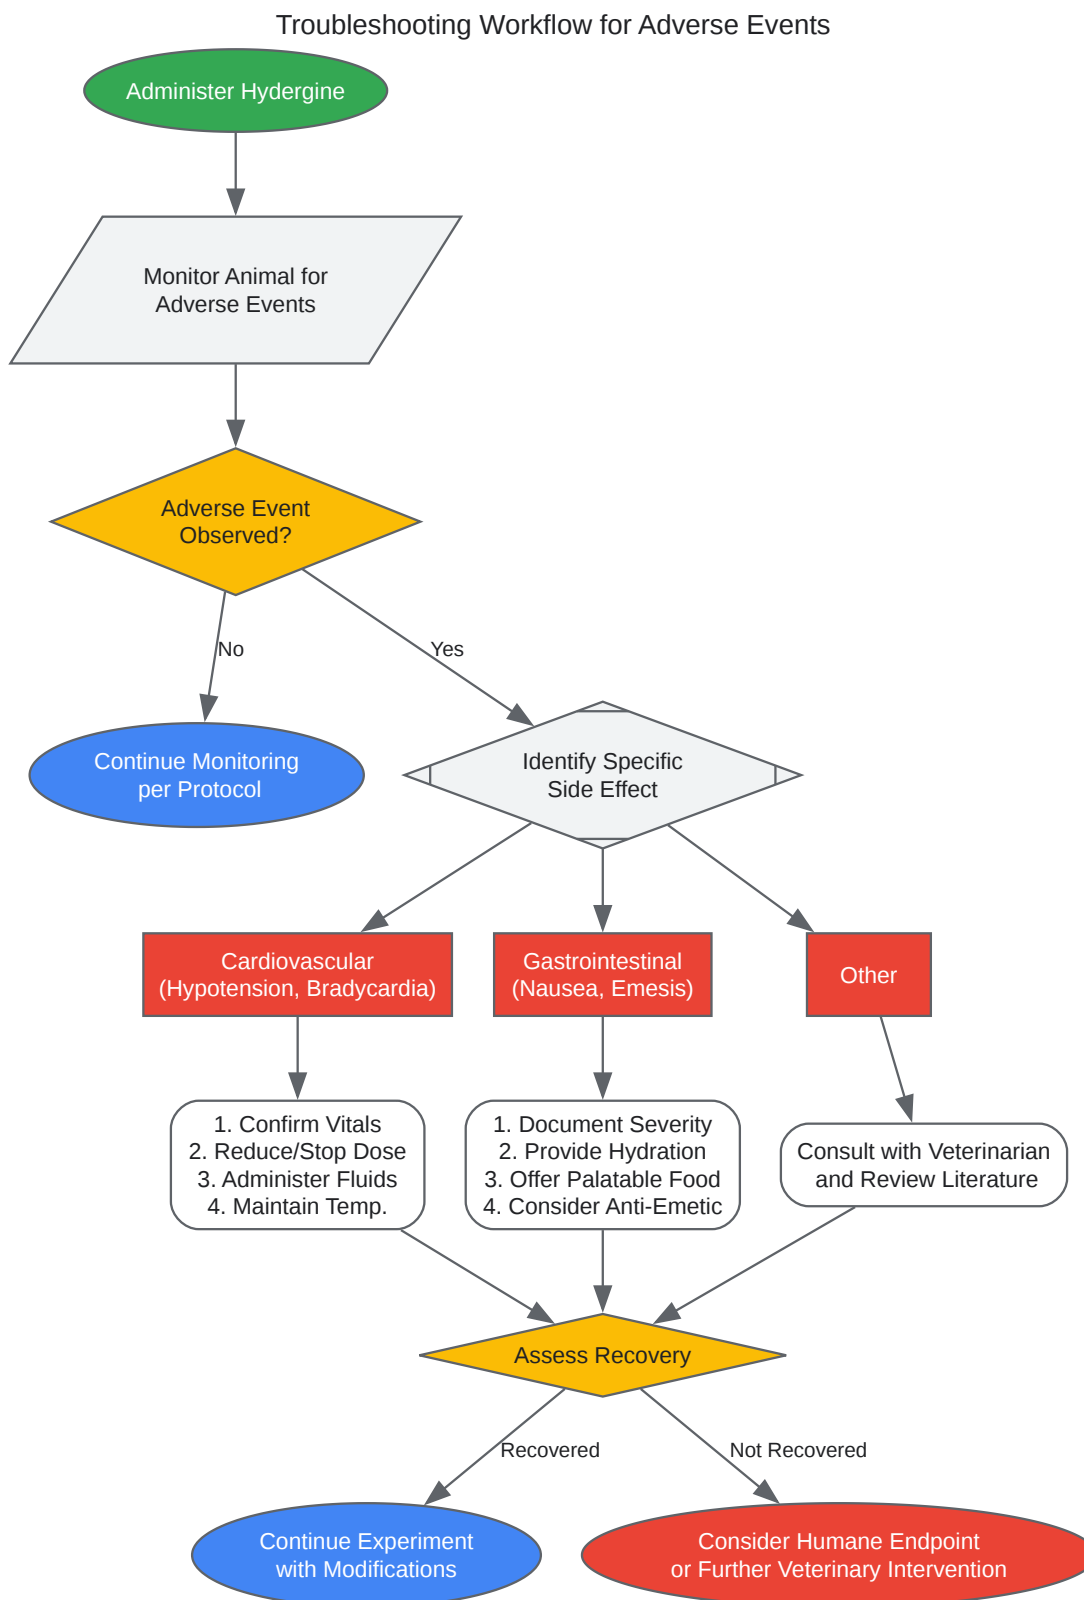 Troubleshooting Workflow for Adverse Events
Administer Hydergine
Monitor Animal for
Adverse Events
Adverse Event
Observed?
No
Yes
Continue Monitoring
per Protocol
Identify Specific
Side Effect
Cardiovascular
(Hypotension, Bradycardia)
Gastrointestinal
(Nausea, Emesis)
Other
1. Confirm Vitals
2. Reduce/Stop Dose
3. Administer Fluids
4. Maintain Temp.
1. Document Severity
2. Provide Hydration
3. Offer Palatable Food
4. Consider Anti-Emetic
Consult with Veterinarian
and Review Literature
Assess Recovery
Recovered
Not Recovered
Continue Experiment
with Modifications
Consider Humane Endpoint
or Further Veterinary Intervention